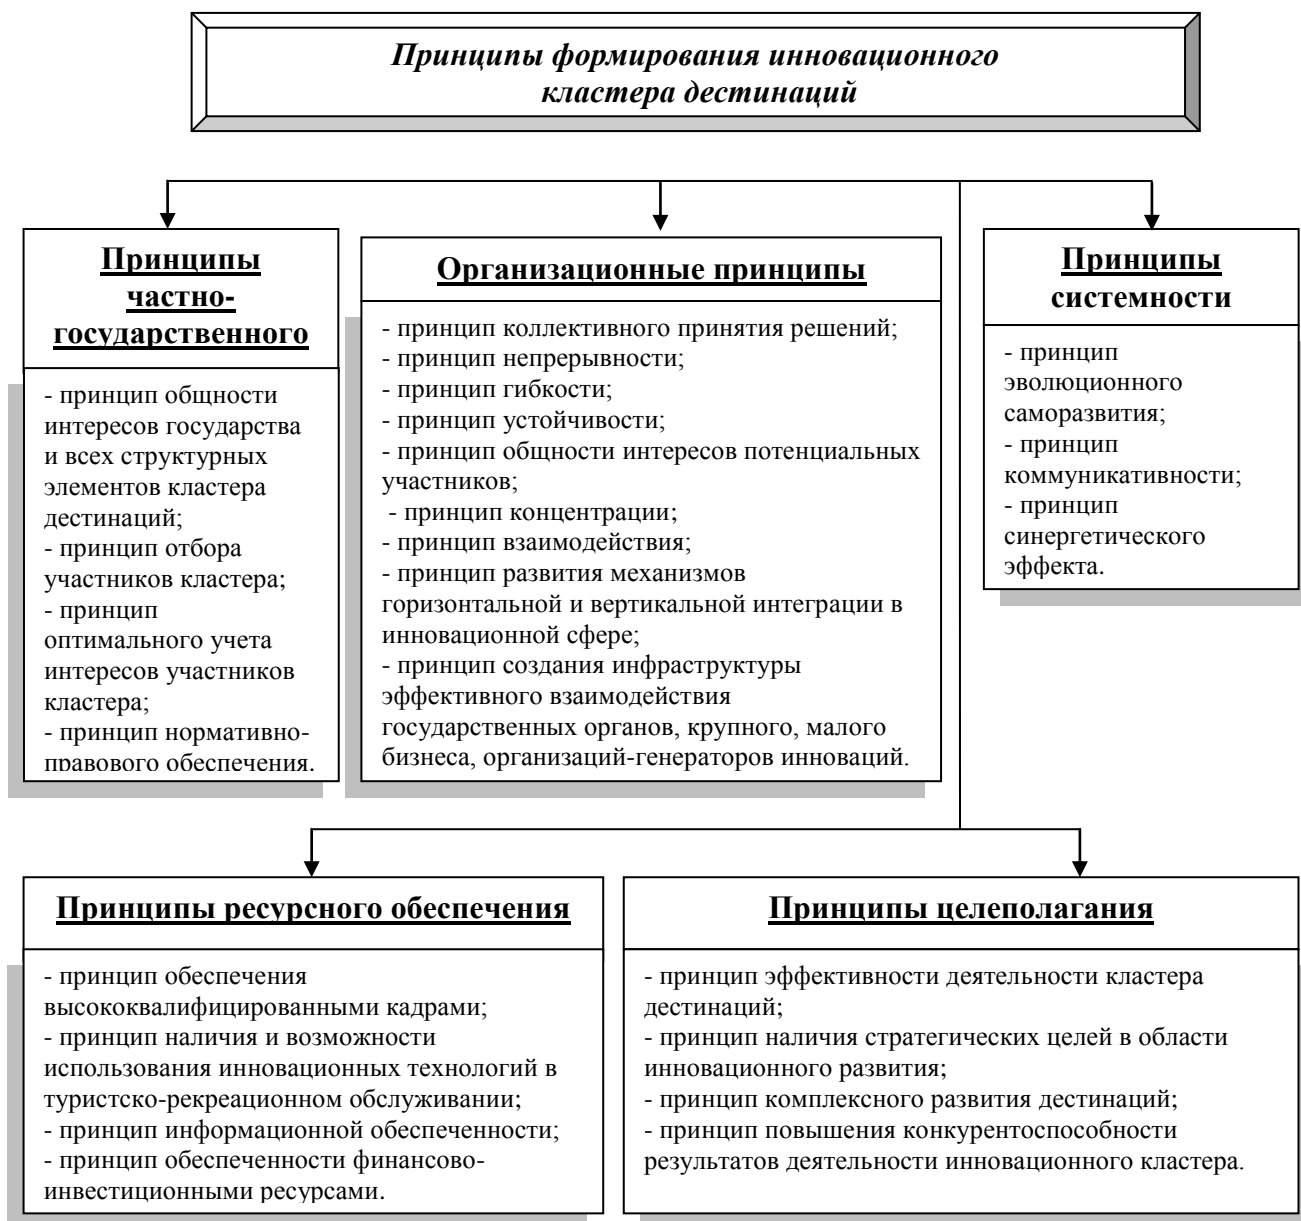 Принципы формирования инновационного
кластера дестинаций
Принципы
частно-
государственного
- принцип общности
интересов государства
и всех структурных
элементов кластера
дестинаций;
- принцип отбора
участников кластера;
- принцип
оптимального учета
интересов участников
кластера;
- принцип нормативно-
правового обеспечения.
Организационные принципы
- принцип коллективного принятия решений;
- принцип непрерывности;
- принцип гибкости;
- принцип устойчивости;
- принцип общности интересов потенциальных
участников;
- принцип концентрации;
- принцип взаимодействия;
- принцип развития механизмов
горизонтальной и вертикальной интеграции в
инновационной сфере;
- принцип создания инфраструктуры
эффективного взаимодействия
государственных органов, крупного, малого
бизнеса, организаций-генераторов инноваций.
Принципы
системности
- принцип
эволюционного
саморазвития;
- принцип
коммуникативности;
- принцип
синергетического
эффекта.
Принципы ресурсного обеспечения
- принцип обеспечения
высококвалифицированными кадрами;
- принцип наличия и возможности
использования инновационных технологий в
туристско-рекреационном обслуживании;
- принцип информационной обеспеченности;
- принцип обеспеченности финансово-
инвестиционными ресурсами.
Принципы целеполагания
- принцип эффективности деятельности кластера
дестинаций;
- принцип наличия стратегических целей в области
инновационного развития;
- принцип комплексного развития дестинаций;
- принцип повышения конкурентоспособности
результатов деятельности инновационного кластера.